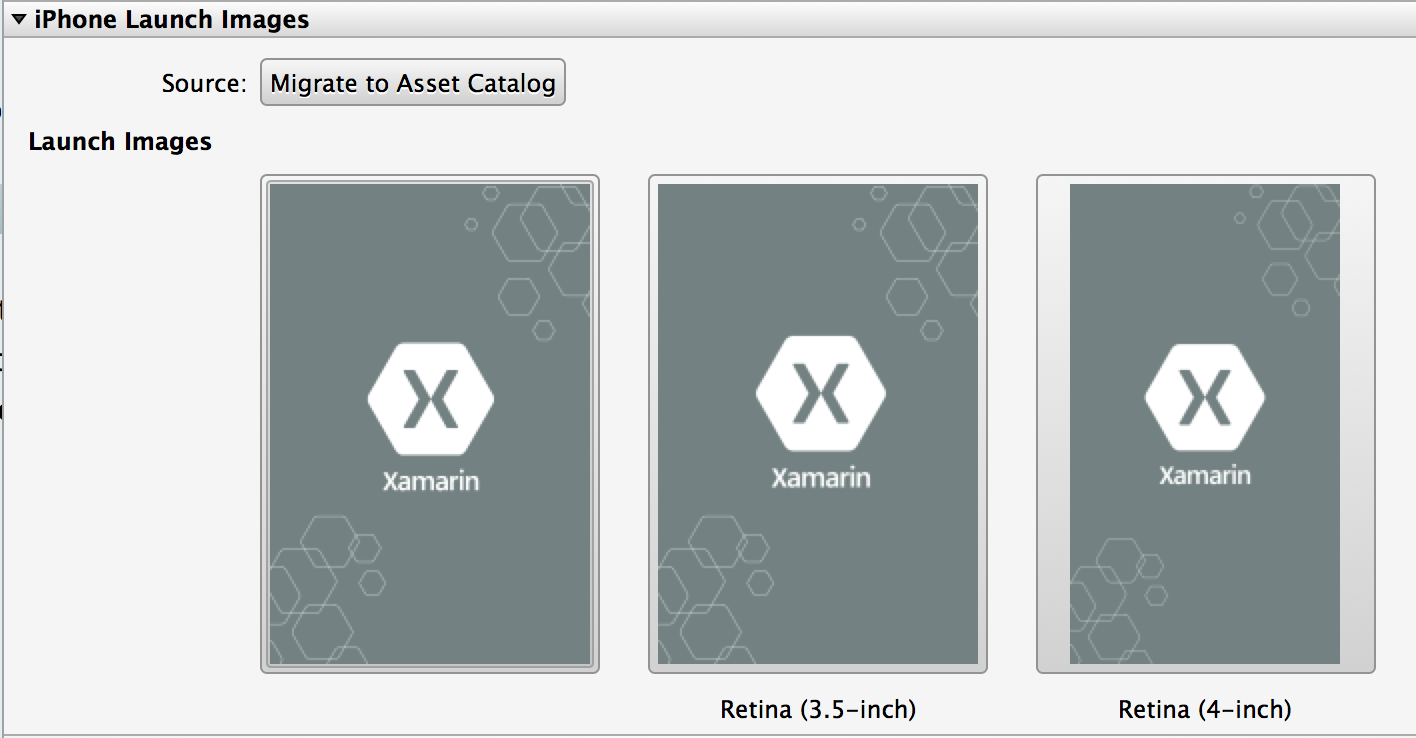 iPhone Launch Images
Source: Migrate to Asset Catalog
Launch Images
X X X
Xamarin Xamarin Xamarin
Retina (3.5-inch) Retina (4-inch)